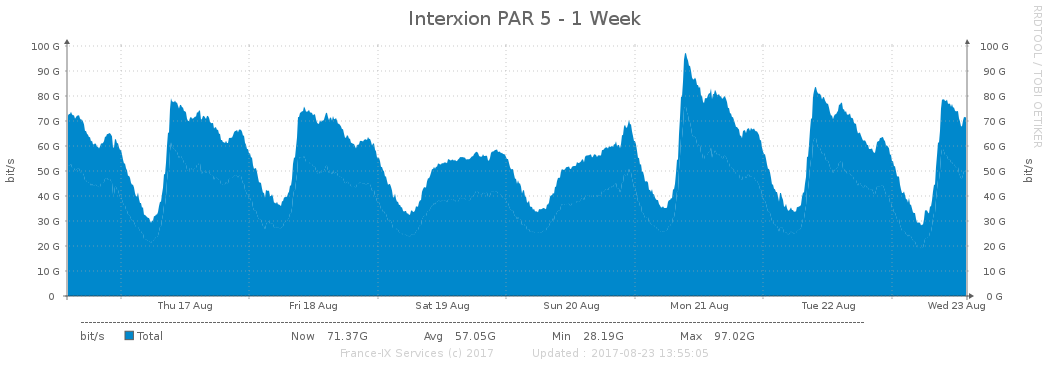 Interxion PAR 5 - 1 Week
RRDTOOL / TOBI OETIKER
100 G 100 G
90 G 90 G
80 G 80 G
70 G 70 G
60 G 60 G
50 G 50 G
40 G 40 G
30 G 30 G
20 G 20 G
10 G 10 G
0 0 G
bit/s bit/s
Thu 17 Aug Fri 18 Aug Sat 19 Aug Sun 20 Aug Mon 21 Aug Tue 22 Aug Wed 23 Aug
bit/s Total Now 71.37G Avg 57.05G Min 28.19G Max 97.02G
France-IX Services (c) 2017 Updated : 2017-08-23 13:55:05